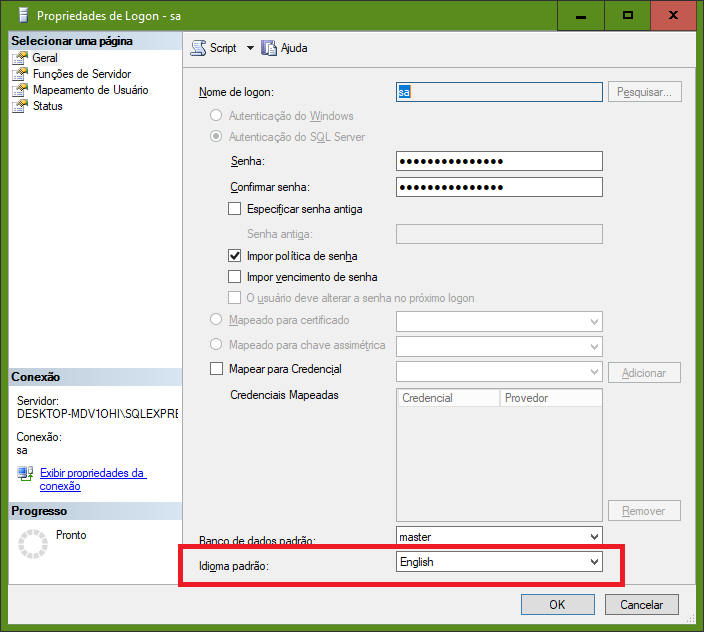 Propriedades de Logon - sa
Selecionar uma página
Geral
Funções de Servidor
Mapeamento de Usuário
Status
Script
Ajuda
Nome de logon:
sa
Pesquisar...
Autenticação do Windows
Autenticação do SQL Server
Senha:
●●●●●●●●●●●●●●●
Confirmar senha:
●●●●●●●●●●●●●●●
Especificar senha antiga
Senha antiga:
Impor política de senha
Impor vencimento de senha
O usuário deve alterar a senha no próximo logon
Mapeado para certificado
Mapeado para chave assimétrica
Mapear para Credencial
Adicionar
Credenciais Mapeadas
Credencial
Provedor
Remover
Banco de dados padrão:
master
Idioma padrão:
English
Conexão
Servidor:
DESKTOP-MDV1OHI\SQLEXPRE
Conexão:
sa
Exibir propriedades da
conexão
Progresso
Pronto
OK
Cancelar